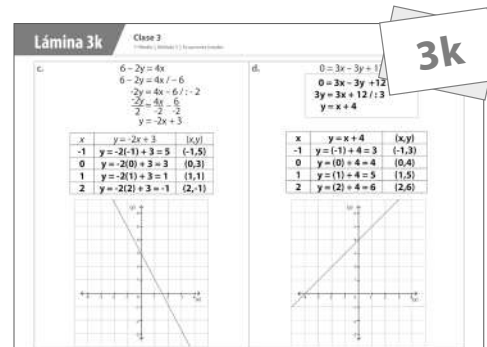 Lámina 3k
Clase 3
3k
c.
6 – 2y = 4x
6 – 2y = 4x / – 6
-2y = 4x – 6 / : - 2
-2y = 4x – 6
2 -2 -2
y = -2x + 3
x y = -2x + 3 (x,y)
-1 y = -2(-1) + 3 = 5 (-1,5)
0 y = -2(0) + 3 = 3 (0,3)
1 y = -2(1) + 3 = 1 (1,1)
2 y = -2(2) + 3 = -1 (2,-1)
d.
0 = 3x – 3y + 12
0 = 3x – 3y +12
3y = 3x + 12 / : 3
y = x + 4
x y = x + 4 (x,y)
-1 y = (-1) + 4 = 3 (-1,3)
0 y = (0) + 4 = 4 (0,4)
1 y = (1) + 4 = 5 (1,5)
2 y = (2) + 4 = 6 (2,6)